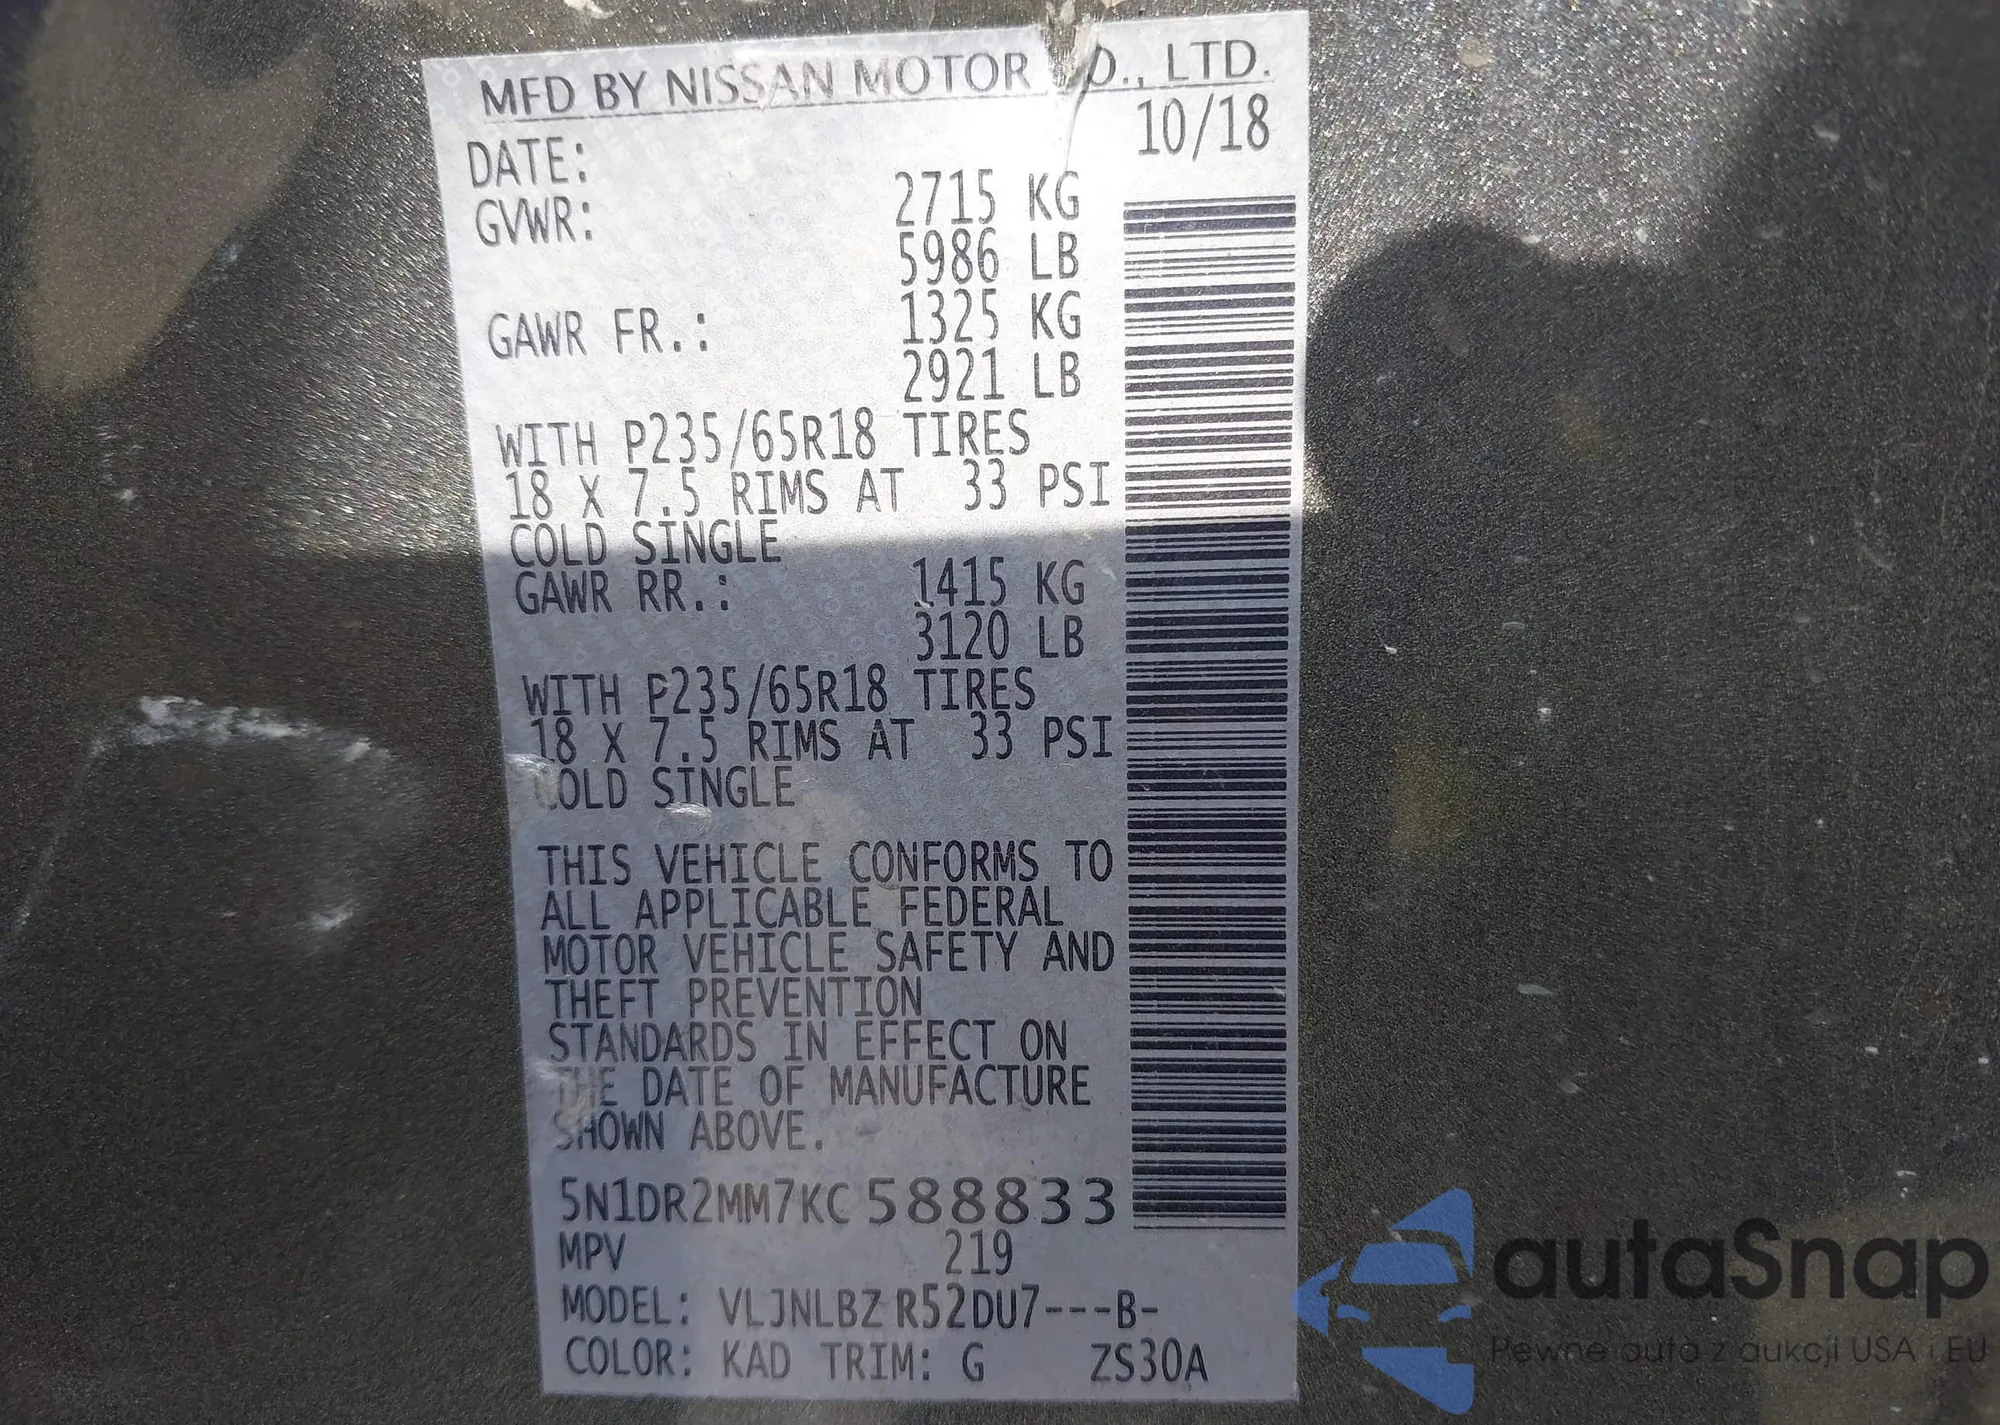 MFD BY NISSAN MOTOR CO., LTD.
DATE: 10/18
GVWR: 2715 KG
5986 LB
GAWR FR.: 1325 KG
2921 LB
WITH P235/65R18 TIRES
18 X 7.5 RIMS AT 33 PSI
COLD SINGLE
GAWR RR.: 1415 KG
3120 LB
WITH P235/65R18 TIRES
18 X 7.5 RIMS AT 33 PSI
COLD SINGLE
THIS VEHICLE CONFORMS TO
ALL APPLICABLE FEDERAL
MOTOR VEHICLE SAFETY AND
THEFT PREVENTION
STANDARDS IN EFFECT ON
THE DATE OF MANUFACTURE
SHOWN ABOVE.
5N1DR2MM7KC588833
MPV 219
MODEL: VLJNLBZ R52DU7---B-
COLOR: KAD TRIM: G ZS30A
autaSnap
Pewne auta z aukcji USA i EU